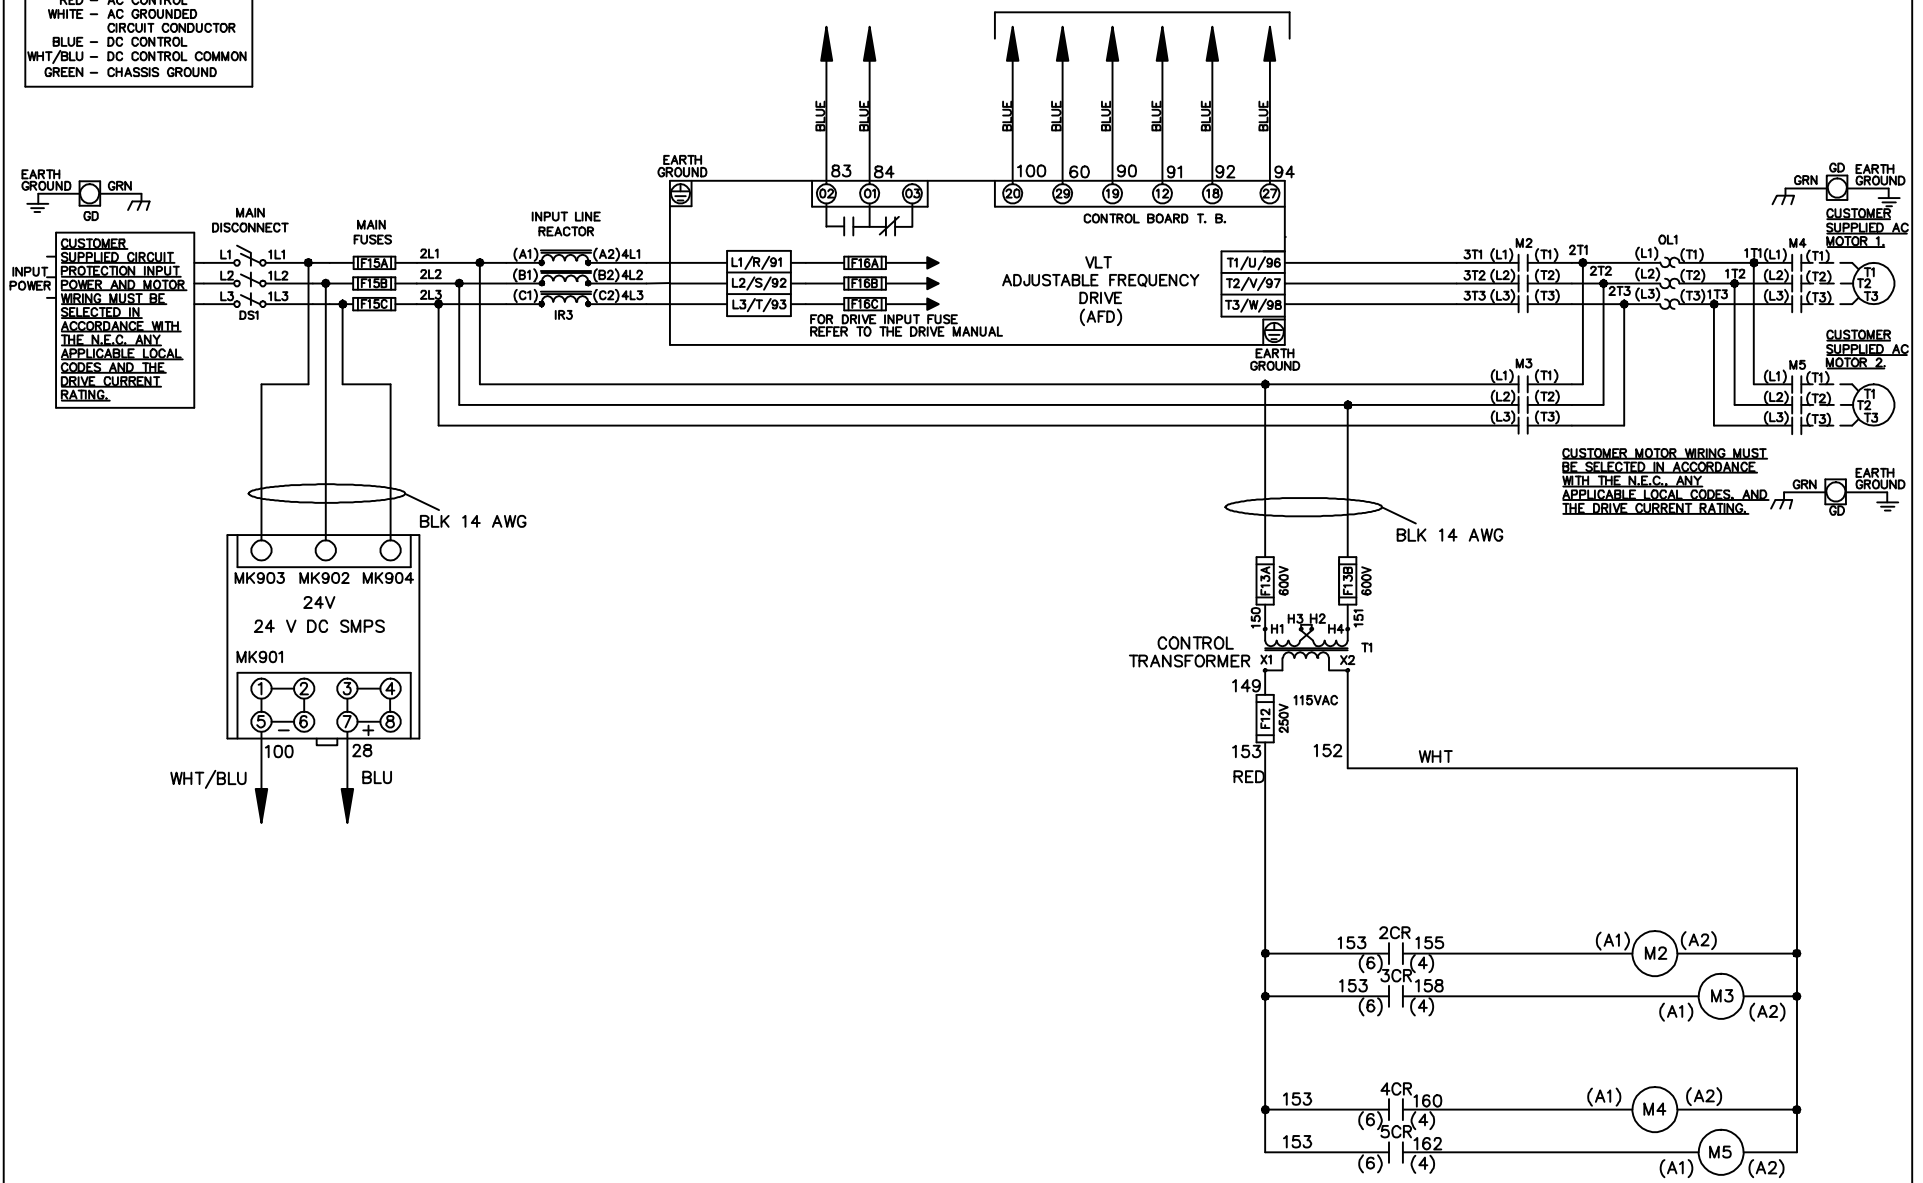 RED – AC CONTROL
WHITE – AC GROUNDED
CIRCUIT CONDUCTOR
BLUE – DC CONTROL
WHT/BLU – DC CONTROL COMMON
GREEN – CHASSIS GROUND
BLUE
BLUE
BLUE
BLUE
BLUE
BLUE
BLUE
BLUE
EARTH
GROUND
GRN
GD
MAIN
DISCONNECT
MAIN
FUSES
INPUT LINE
REACTOR
EARTH
GROUND
83 84
02 01 03
100 60 90 91 92 94
20 29 19 12 18 27
CONTROL BOARD T. B.
GRN
GD
EARTH
GROUND
CUSTOMER
SUPPLIED AC
MOTOR 1.
INPUT
POWER
CUSTOMER
SUPPLIED CIRCUIT
PROTECTION INPUT
POWER AND MOTOR
WIRING MUST BE
SELECTED IN
ACCORDANCE WITH
THE N.E.C. ANY
APPLICABLE LOCAL
CODES AND THE
DRIVE CURRENT
RATING.
L1 1L1
L2 1L2
L3 1L3
DS1
F15A
F15B
F15C
2L1
2L2
2L3
(A1) (A2) 4L1
(B1) (B2) 4L2
(C1) (C2) 4L3
IR3
L1/R/91
L2/S/92
L3/T/93
F16A
F16B
F16C
FOR DRIVE INPUT FUSE
REFER TO THE DRIVE MANUAL
VLT
ADJUSTABLE FREQUENCY
DRIVE
(AFD)
T1/U/96
T2/V/97
T3/W/98
EARTH
GROUND
M2
3T1 (L1) (T1) 2T1
3T2 (L2) (T2) 2T2
3T3 (L3) (T3) 2T3
OL1
(L1) (T1) 1T1
(L2) (T2) 1T2
(L3) (T3) 1T3
M4
(L1) (T1)
(L2) (T2)
(L3) (T3)
T1
T2
T3
M3
(L1) (T1)
(L2) (T2)
(L3) (T3)
CUSTOMER
SUPPLIED AC
MOTOR 2.
M5
(L1) (T1)
(L2) (T2)
(L3) (T3)
T1
T2
T3
CUSTOMER MOTOR WIRING MUST
BE SELECTED IN ACCORDANCE
WITH THE N.E.C., ANY
APPLICABLE LOCAL CODES, AND
THE DRIVE CURRENT RATING.
GRN
GD
EARTH
GROUND
BLK 14 AWG
MK903 MK902 MK904
24V
24 V DC SMPS
MK901
1 2 3 4
5 6 7 8
– +
100 28
WHT/BLU BLU
BLK 14 AWG
F13A
600V
F13B
600V
150
151
H1 H3 H2 H4
T1
CONTROL
TRANSFORMER
X1 X2
149
115VAC
F12
250V
153
RED
152
WHT
2CR
153 155
(6) (4)
(A1) M2 (A2)
3CR
153 158
(6) (4)
(A1) M3 (A2)
4CR
153 160
(6) (4)
(A1) M4 (A2)
5CR
153 162
(6) (4)
(A1) M5 (A2)